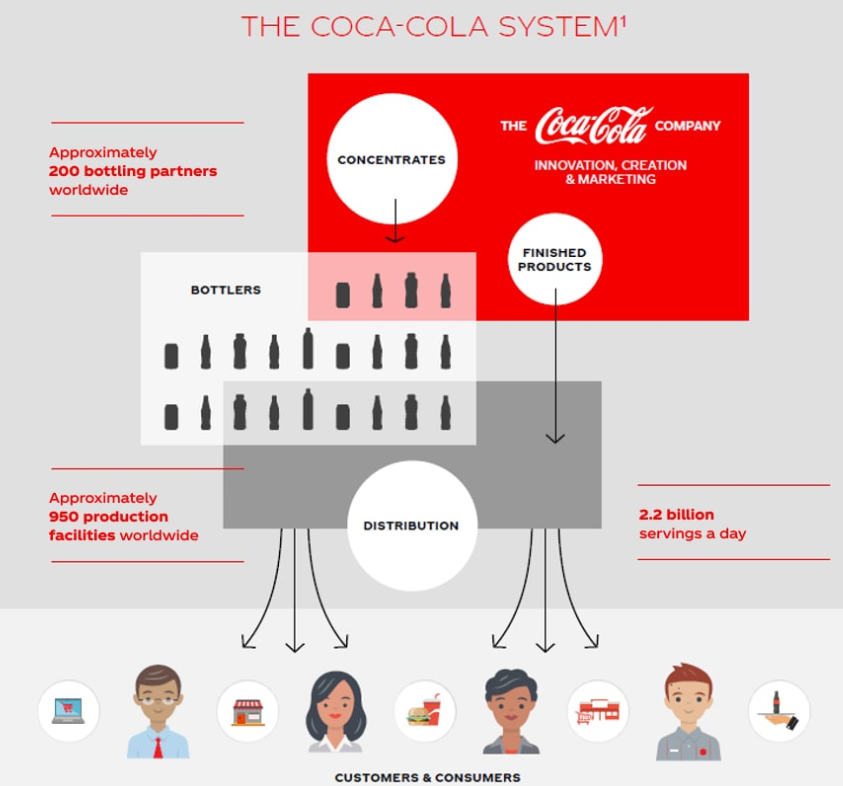 THE COCA-COLA SYSTEM¹
Approximately
200 bottling partners
worldwide
CONCENTRATES
THE Coca-Cola COMPANY
INNOVATION, CREATION
& MARKETING
FINISHED
PRODUCTS
BOTTLERS
Approximately
950 production
facilities worldwide
DISTRIBUTION
2.2 billion
servings a day
CUSTOMERS & CONSUMERS